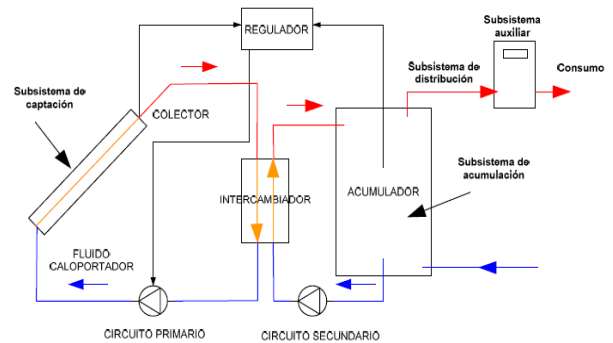 Subsistema
auxiliar
REGULADOR
Subsistema de
distribución
Consumo
Subsistema
de
captación
COLECTOR
Subsistema de
acumulación
INTERCAMBIADOR
ACUMULADOR
FLUIDO
CALOPORTADOR
CIRCUITO PRIMARIO
CIRCUITO SECUNDARIO